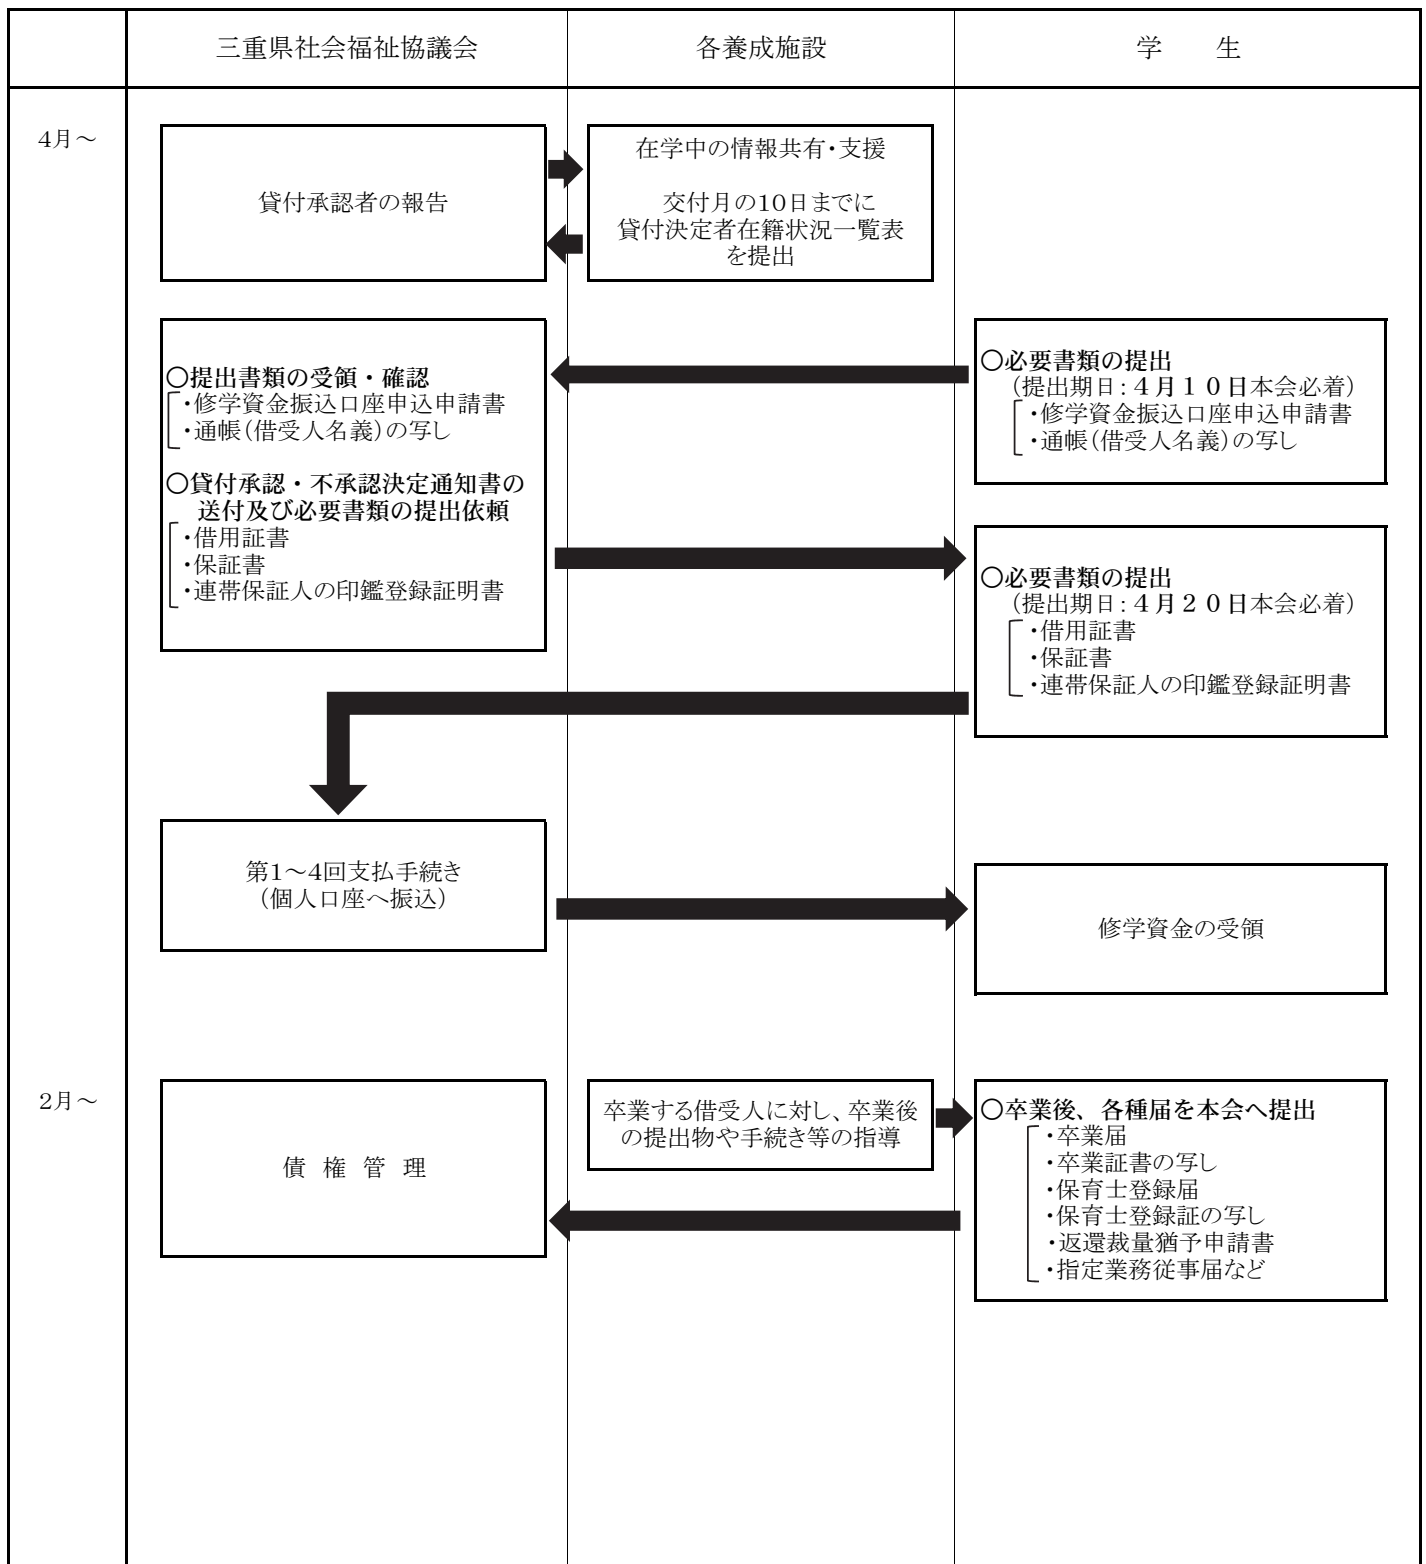 三重県社会福祉協議会
各養成施設
学　生
4月～
貸付承認者の報告
在学中の情報共有・支援
交付月の10日までに
貸付決定者在籍状況一覧表
を提出
○提出書類の受領・確認
・修学資金振込口座申込申請書
・通帳（借受人名義）の写し
○貸付承認・不承認決定通知書の
送付及び必要書類の提出依頼
・借用証書
・保証書
・連帯保証人の印鑑登録証明書
○必要書類の提出
（提出期日：４月１０日本会必着）
・修学資金振込口座申込申請書
・通帳（借受人名義）の写し
○必要書類の提出
（提出期日：４月２０日本会必着）
・借用証書
・保証書
・連帯保証人の印鑑登録証明書
第1～4回支払手続き
（個人口座へ振込）
修学資金の受領
2月～
債 権 管 理
卒業する借受人に対し、卒業後
の提出物や手続き等の指導
○卒業後、各種届を本会へ提出
・卒業届
・卒業証書の写し
・保育士登録届
・保育士登録証の写し
・返還裁量猶予申請書
・指定業務従事届など